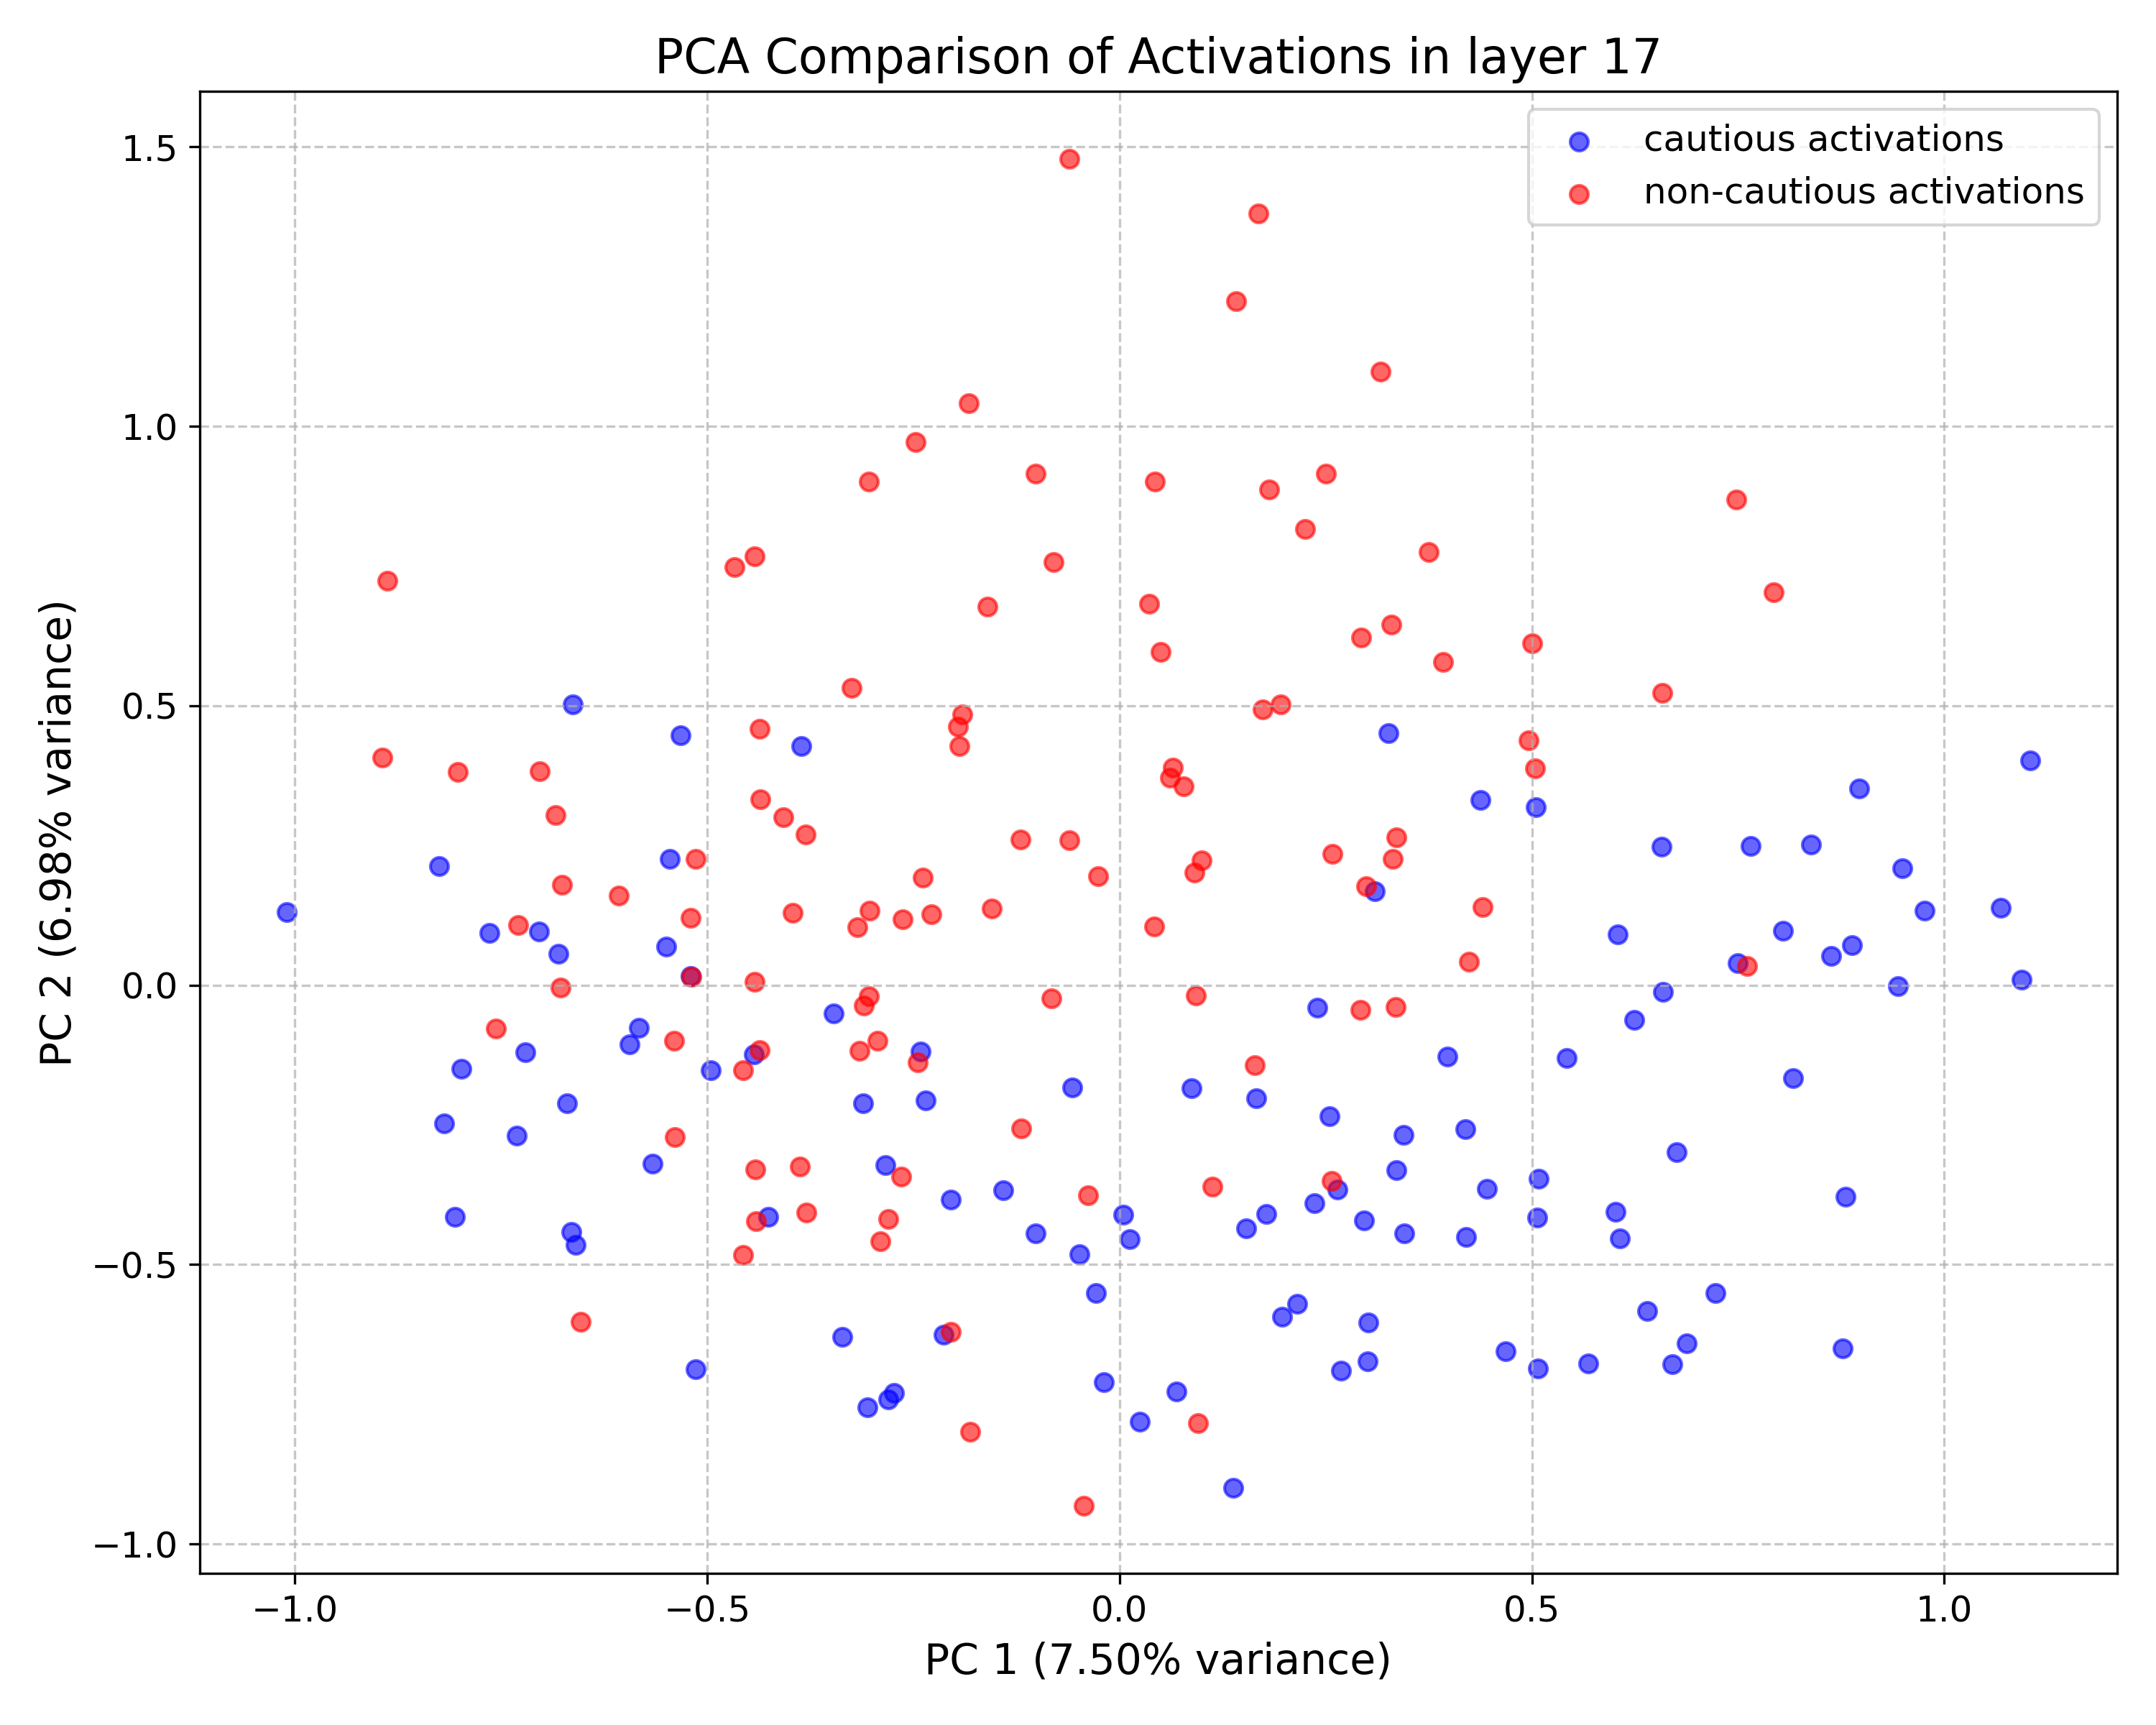 PCA Comparison of Activations in layer 17
cautious activations
non-cautious activations
1.5
1.0
0.5
0.0
−0.5
−1.0
PC 2 (6.98% variance)
−1.0
−0.5
0.0
0.5
1.0
PC 1 (7.50% variance)